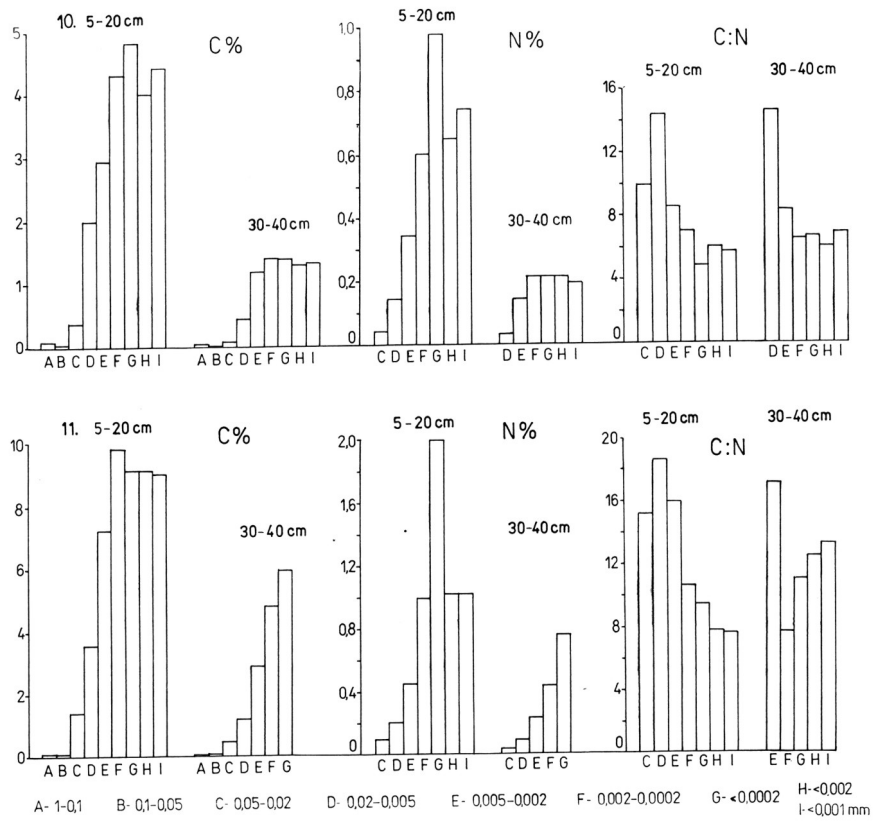 10. 5-20 cm
C%
5
4
3
2
1
0
30-40 cm
A B C D E F G H I
A B C D E F G H I
5-20 cm
N%
1,0
0,8
0,6
0,4
0,2
0
30-40 cm
C D E F G H I
D E F G H I
C:N
5-20 cm
30-40 cm
16
12
8
4
0
C D E F G H I
D E F G H I
11. 5-20 cm
C%
10
8
6
4
2
0
30-40 cm
A B C D E F G H I
A B C D E F G
5-20 cm
N%
2,0
1,6
1,2
0,8
0,4
0
30-40 cm
C D E F G H I
C D E F G
5-20 cm
30-40 cm
C:N
20
16
12
8
4
0
C D E F G H I
E F G H I
A- 1-0,1 B- 0,1-0,05 C- 0,05-0,02 D- 0,02-0,005 E- 0,005-0,002 F- 0,002-0,0002 G- <0,0002 H- <0,002
I- <0,001 mm